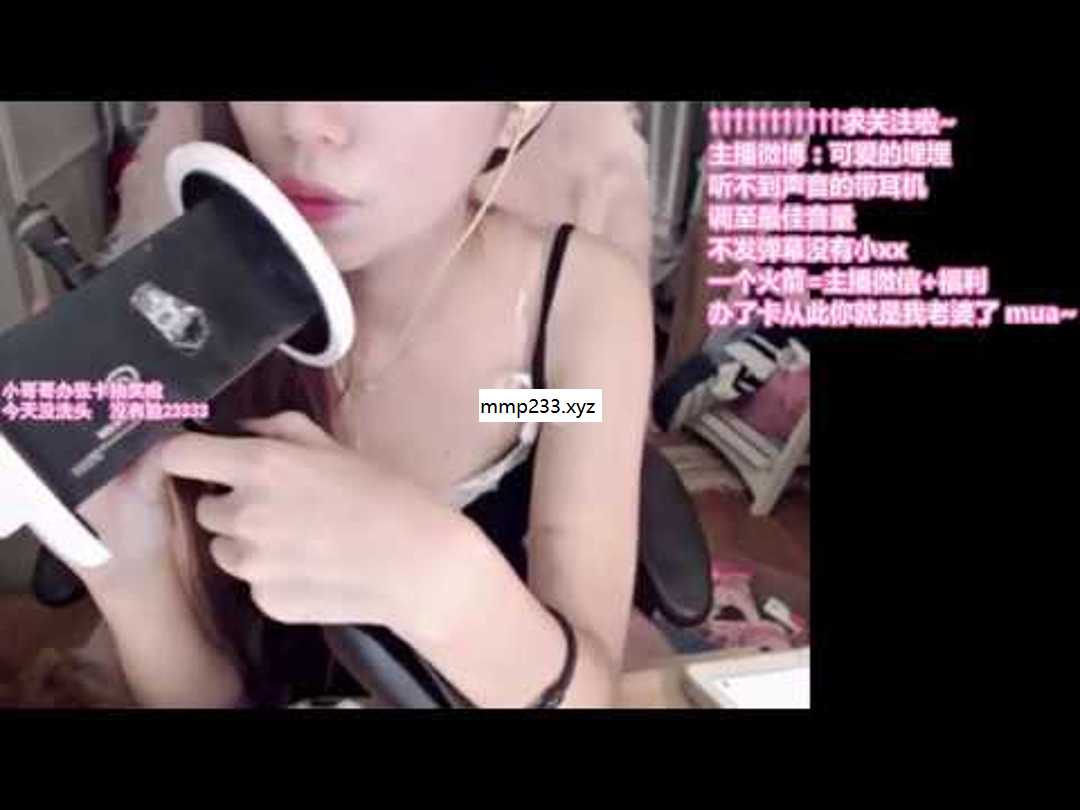 ††††††††††††求关注啦~
主播微博：可爱的埋埋
听不到声音的带耳机
调至最佳音量
不发弹幕没有小xx
一个火箭=主播微信+福利
办了卡从此你就是我老婆了 mua~
小哥哥办张卡抽奖啦
今天没洗头 23333
mmp233.xyz